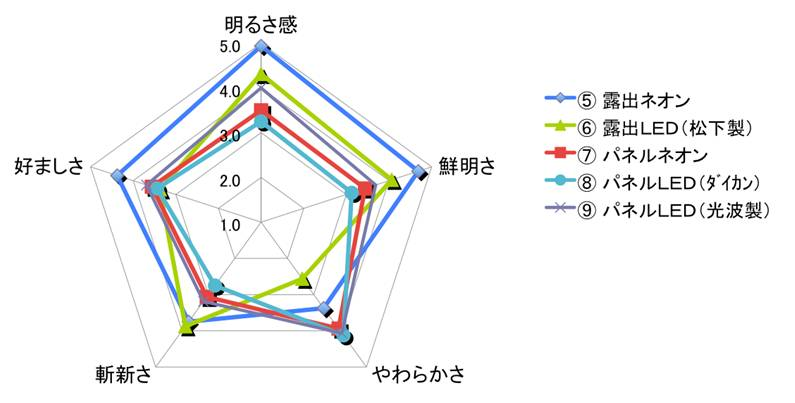 明るさ感
5.0
4.0
3.0
2.0
1.0
好ましさ
鮮明さ
斬新さ
やわらかさ
⑤ 露出ネオン
⑥ 露出LED（松下製）
⑦ パネルネオン
⑧ パネルLED（ﾀﾞｲｶﾝ）
⑨ パネルLED（光波製）